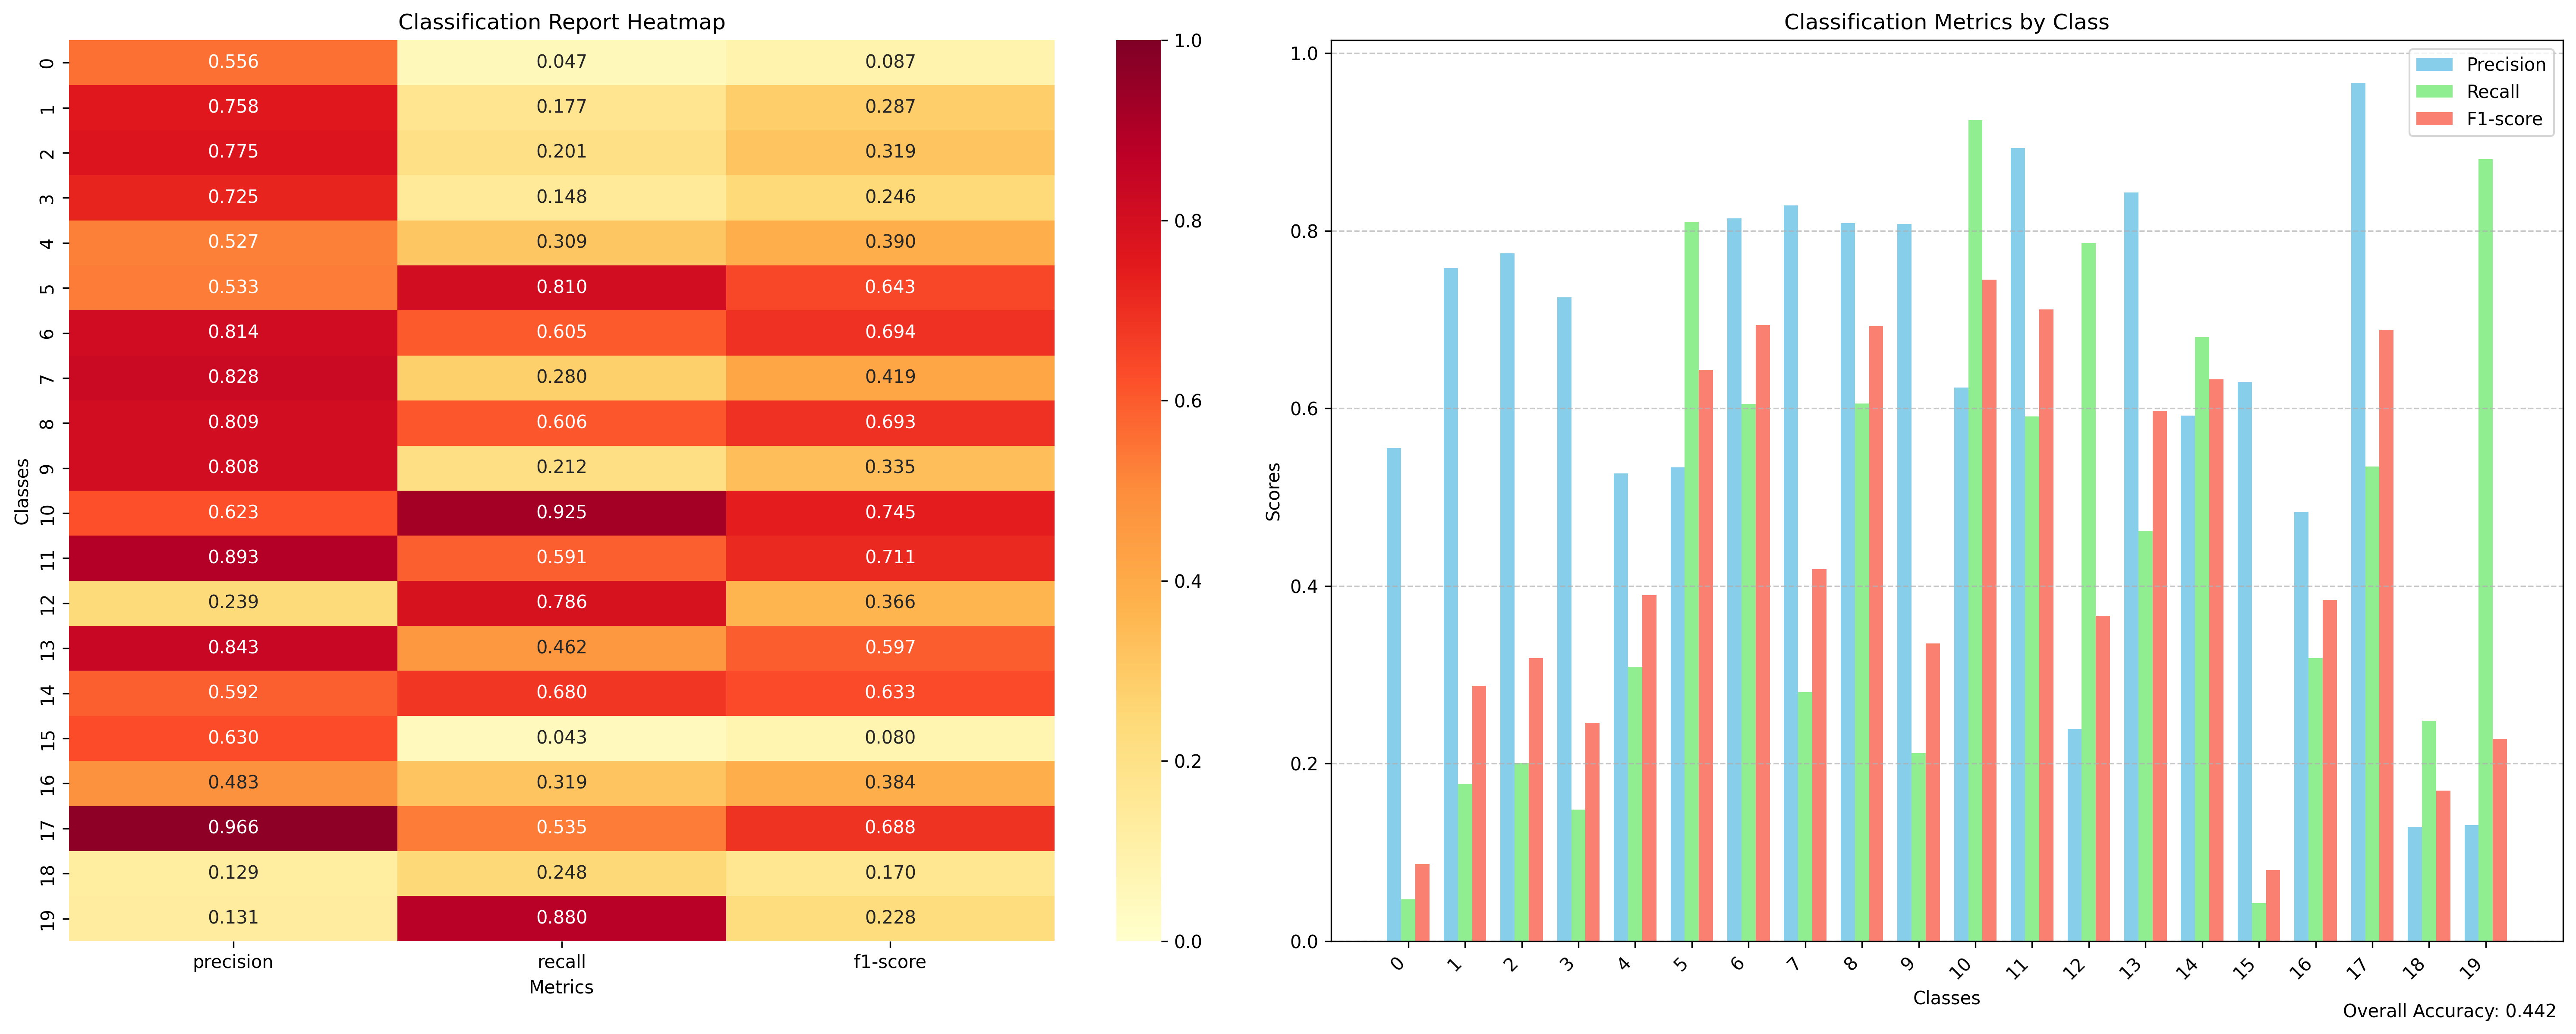 Classification Report Heatmap
0 0.556 0.047 0.087
1 0.758 0.177 0.287
2 0.775 0.201 0.319
3 0.725 0.148 0.246
4 0.527 0.309 0.390
5 0.533 0.810 0.643
6 0.814 0.605 0.694
7 0.828 0.280 0.419
8 0.809 0.606 0.693
9 0.808 0.212 0.335
10 0.623 0.925 0.745
11 0.893 0.591 0.711
12 0.239 0.786 0.366
13 0.843 0.462 0.597
14 0.592 0.680 0.633
15 0.630 0.043 0.080
16 0.483 0.319 0.384
17 0.966 0.535 0.688
18 0.129 0.248 0.170
19 0.131 0.880 0.228
Classes
precision recall f1-score
Metrics
1.0
0.8
0.6
0.4
0.2
0.0
Classification Metrics by Class
Precision
Recall
F1-score
1.0
0.8
0.6
0.4
0.2
0.0
Scores
0 1 2 3 4 5 6 7 8 9 10 11 12 13 14 15 16 17 18 19
Classes
Overall Accuracy: 0.442